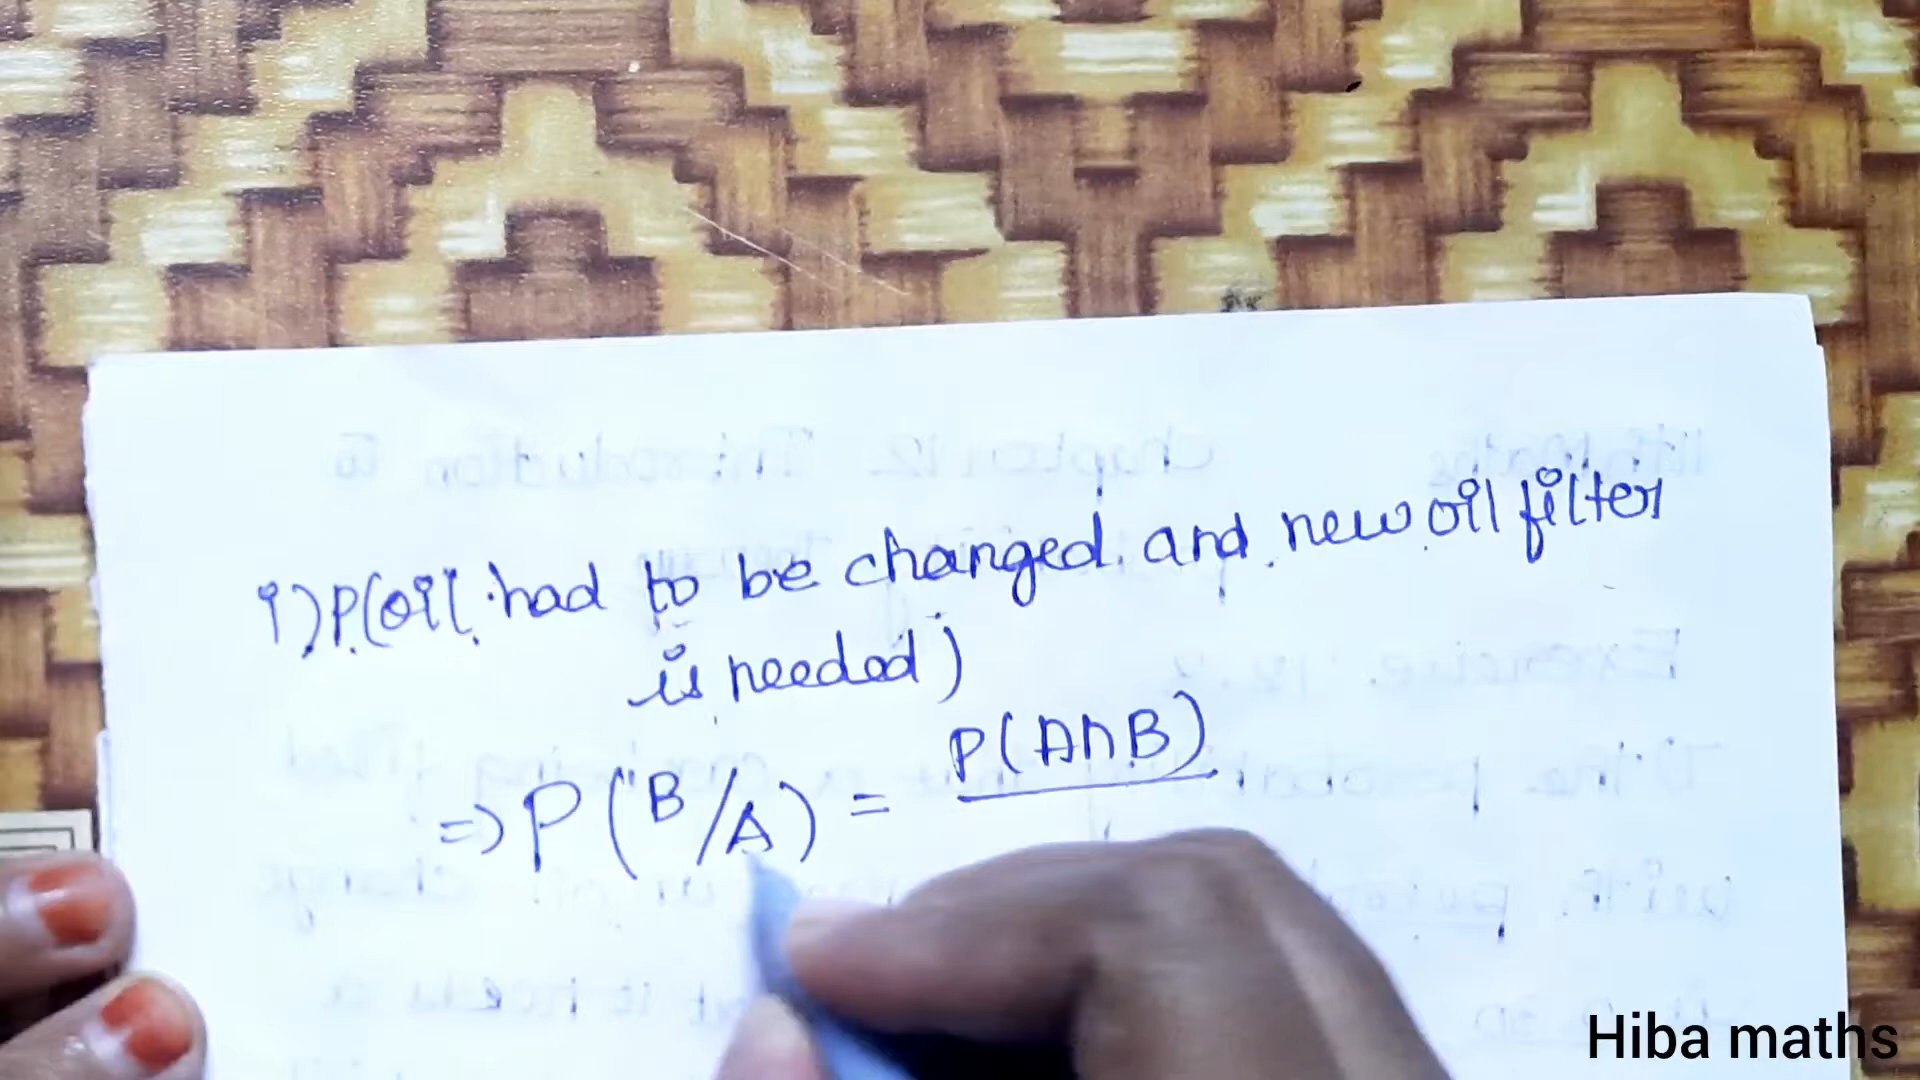 i) P(oil had to be changed and new oil filter
is needed)
P(A∩B)
=> P(B/A) =
Hiba maths